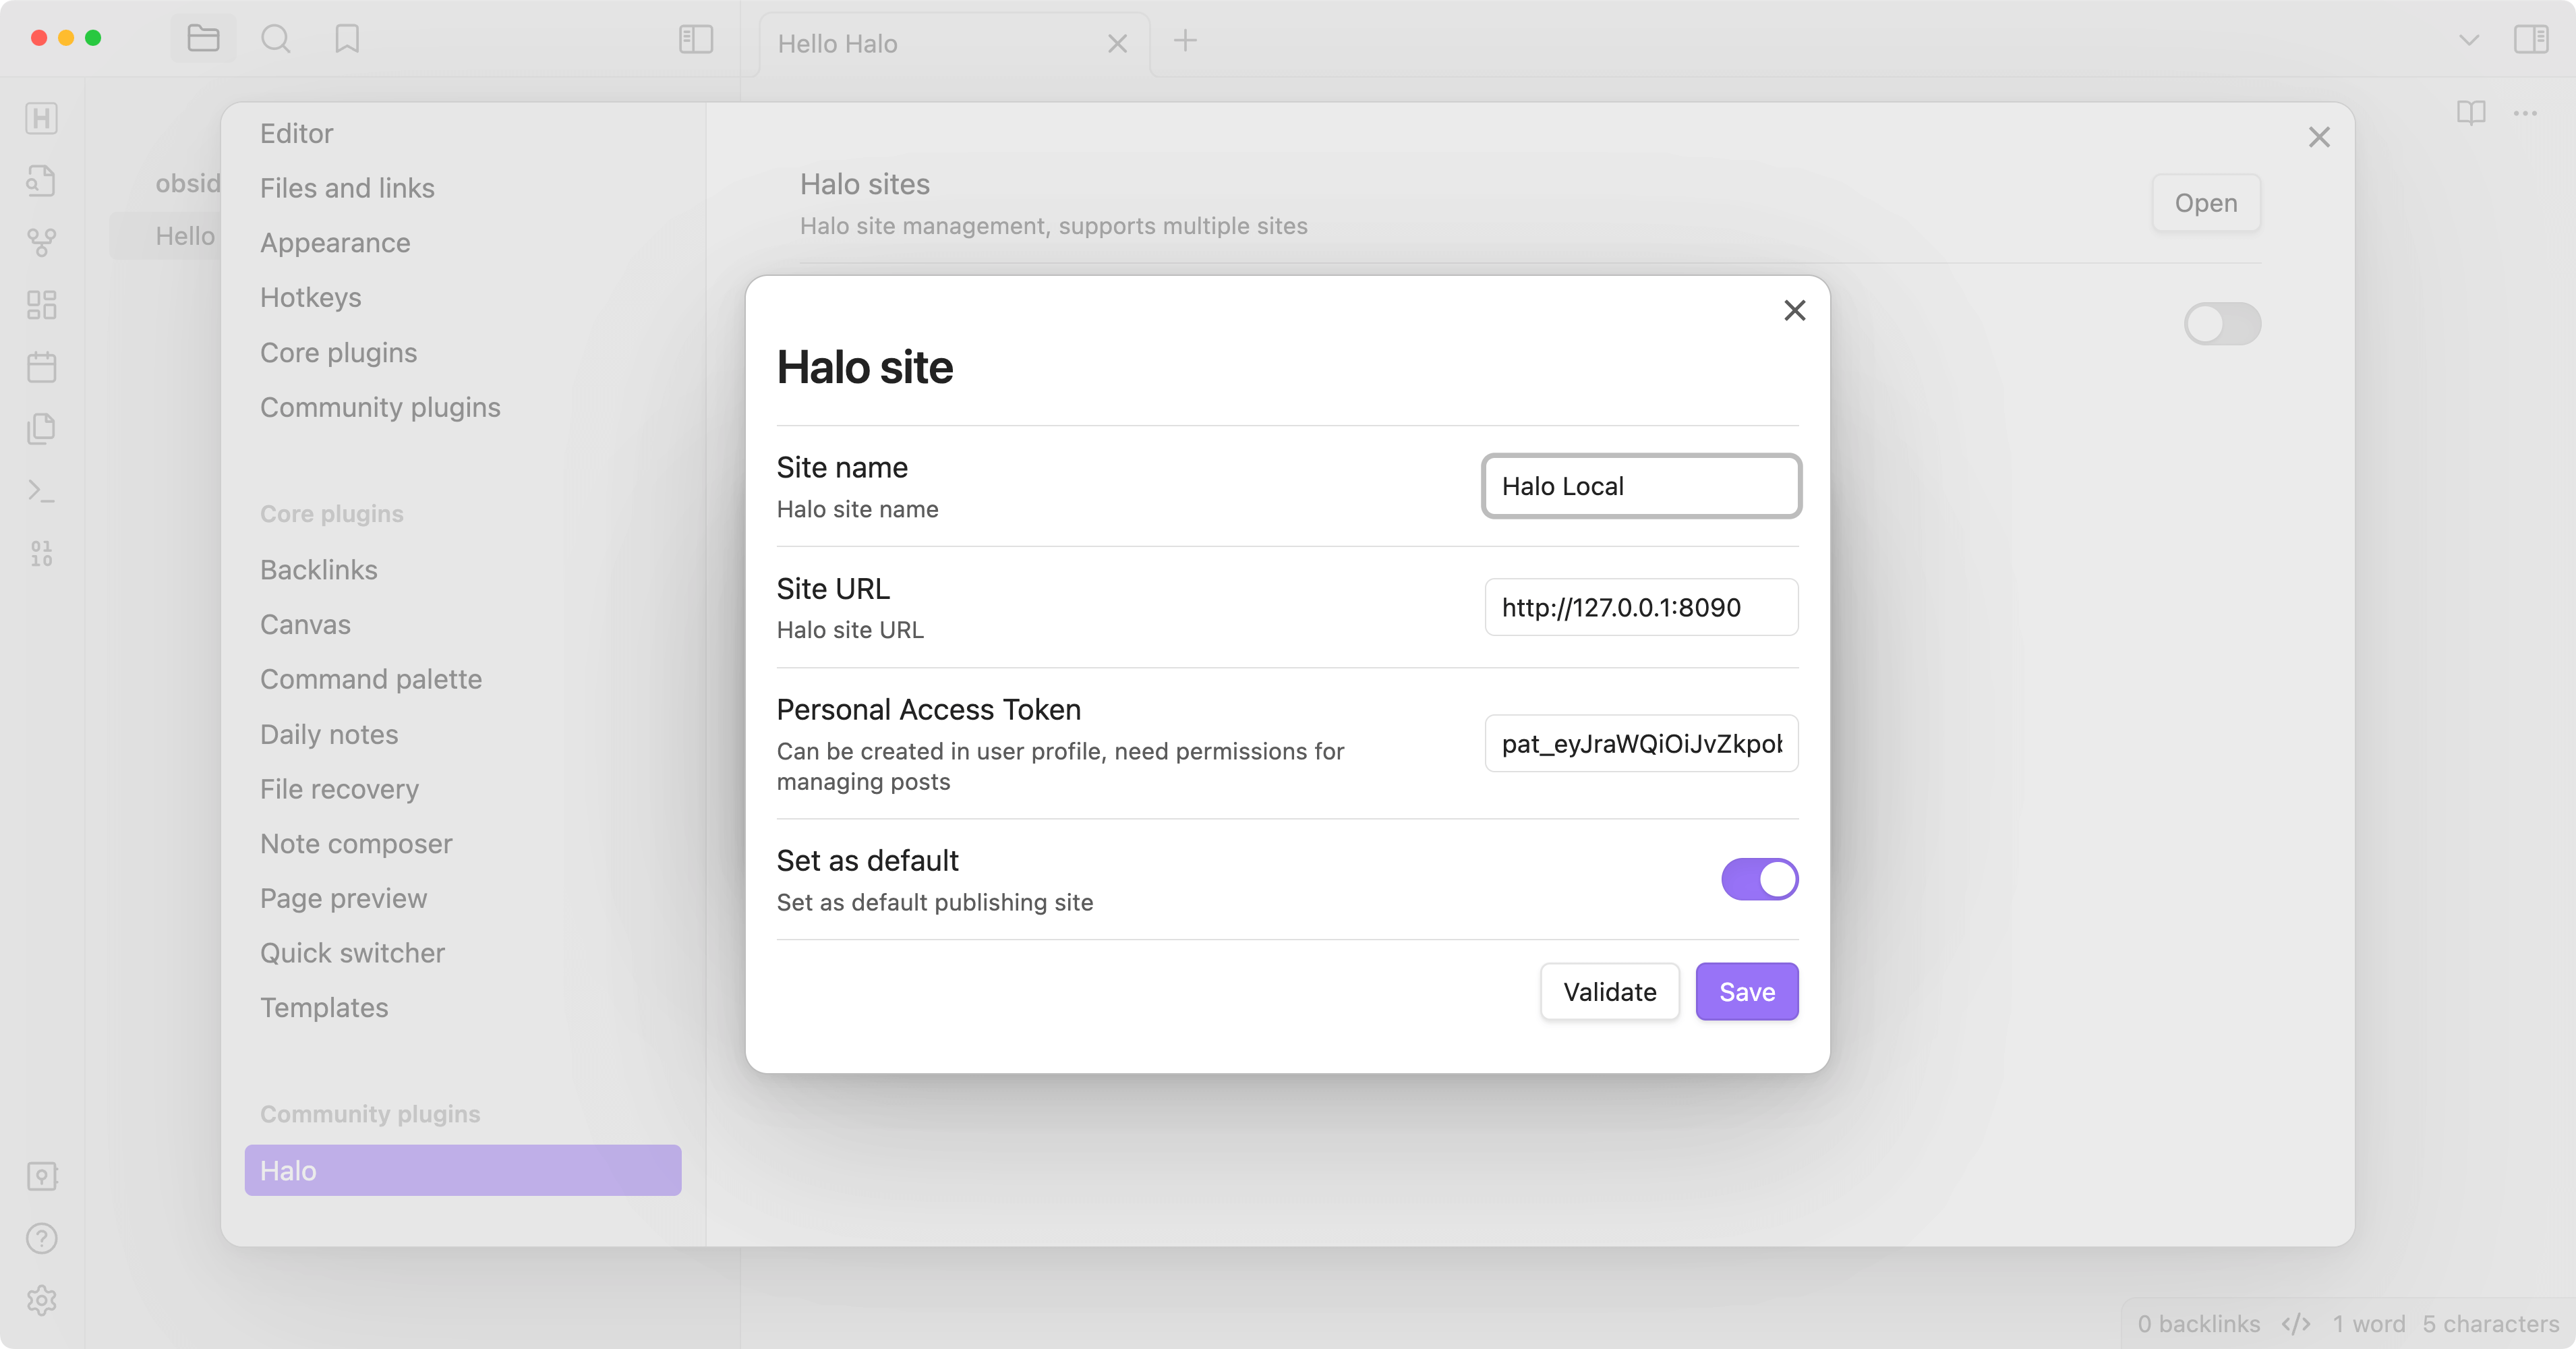 Hello Halo
obsid
Hello
Editor
Files and links
Appearance
Hotkeys
Core plugins
Community plugins
Core plugins
Backlinks
Canvas
Command palette
Daily notes
File recovery
Note composer
Page preview
Quick switcher
Templates
Community plugins
Halo
Halo sites
Halo site management, supports multiple sites
Open
Halo site
Site name
Halo site name
Halo Local
Site URL
Halo site URL
http://127.0.0.1:8090
Personal Access Token
Can be created in user profile, need permissions for
managing posts
pat_eyJraWQiOiJvZkpob
Set as default
Set as default publishing site
Validate
Save
0 backlinks </> 1 word 5 characters